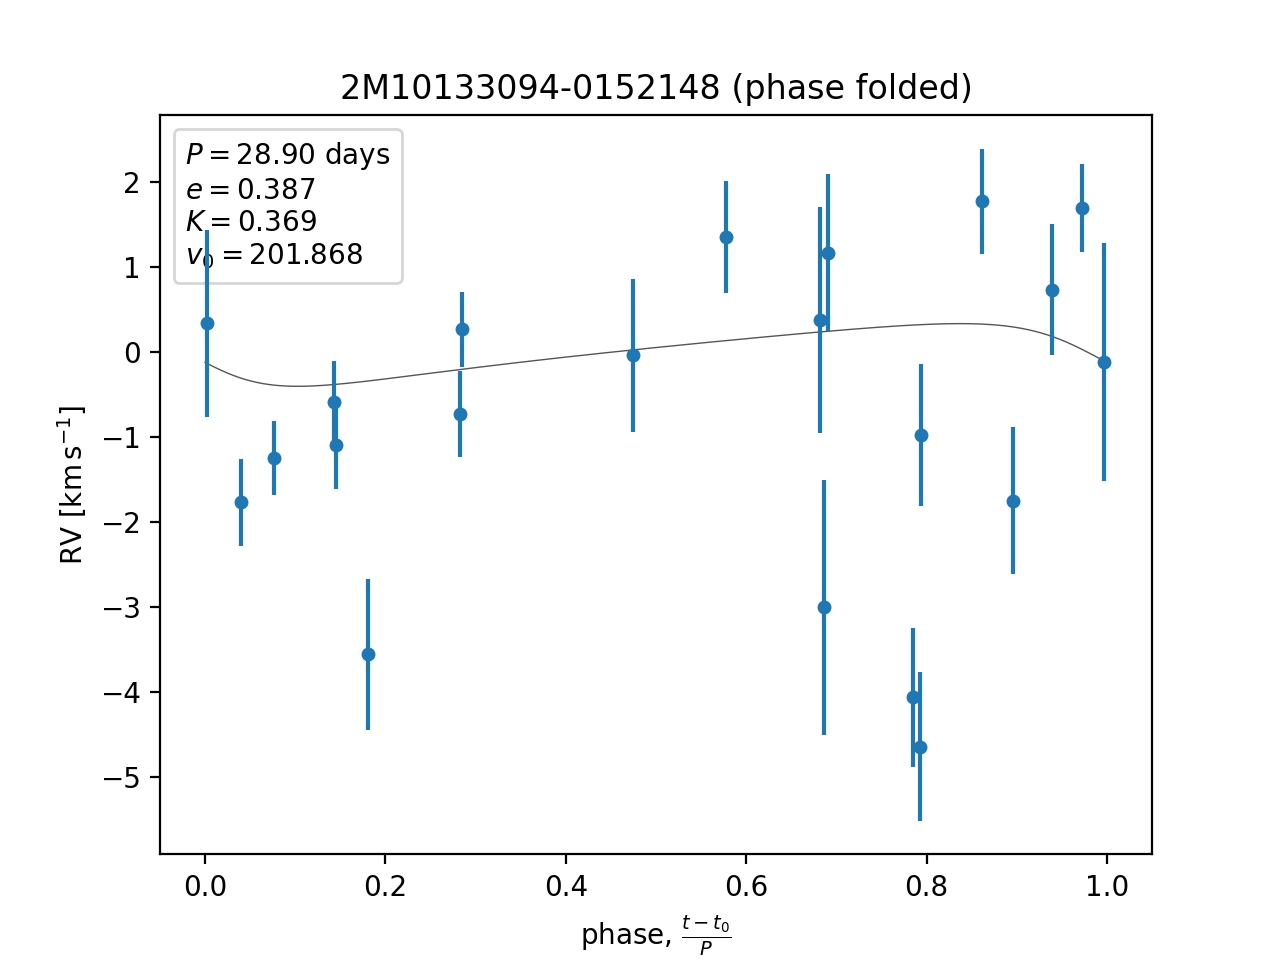 2M10133094-0152148 (phase folded)
P = 28.90 days
e = 0.387
K = 0.369
v₀ = 201.868
2
1
0
−1
−2
−3
−4
−5
RV [km s⁻¹]
0.0 0.2 0.4 0.6 0.8 1.0
phase, (t − t₀)/P